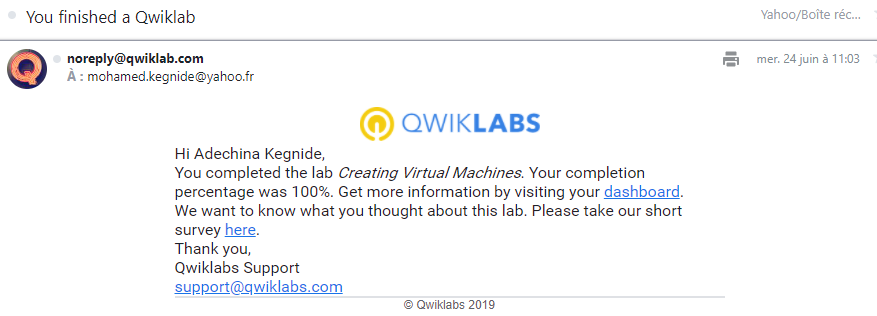 You finished a Qwiklab
Yahoo/Boîte réc...
noreply@qwiklab.com
mer. 24 juin à 11:03
À : mohamed.kegnide@yahoo.fr
QWIKLABS
Hi Adechina Kegnide,
You completed the lab Creating Virtual Machines. Your completion
percentage was 100%. Get more information by visiting your dashboard.
We want to know what you thought about this lab. Please take our short
survey here.
Thank you,
Qwiklabs Support
support@qwiklabs.com
© Qwiklabs 2019